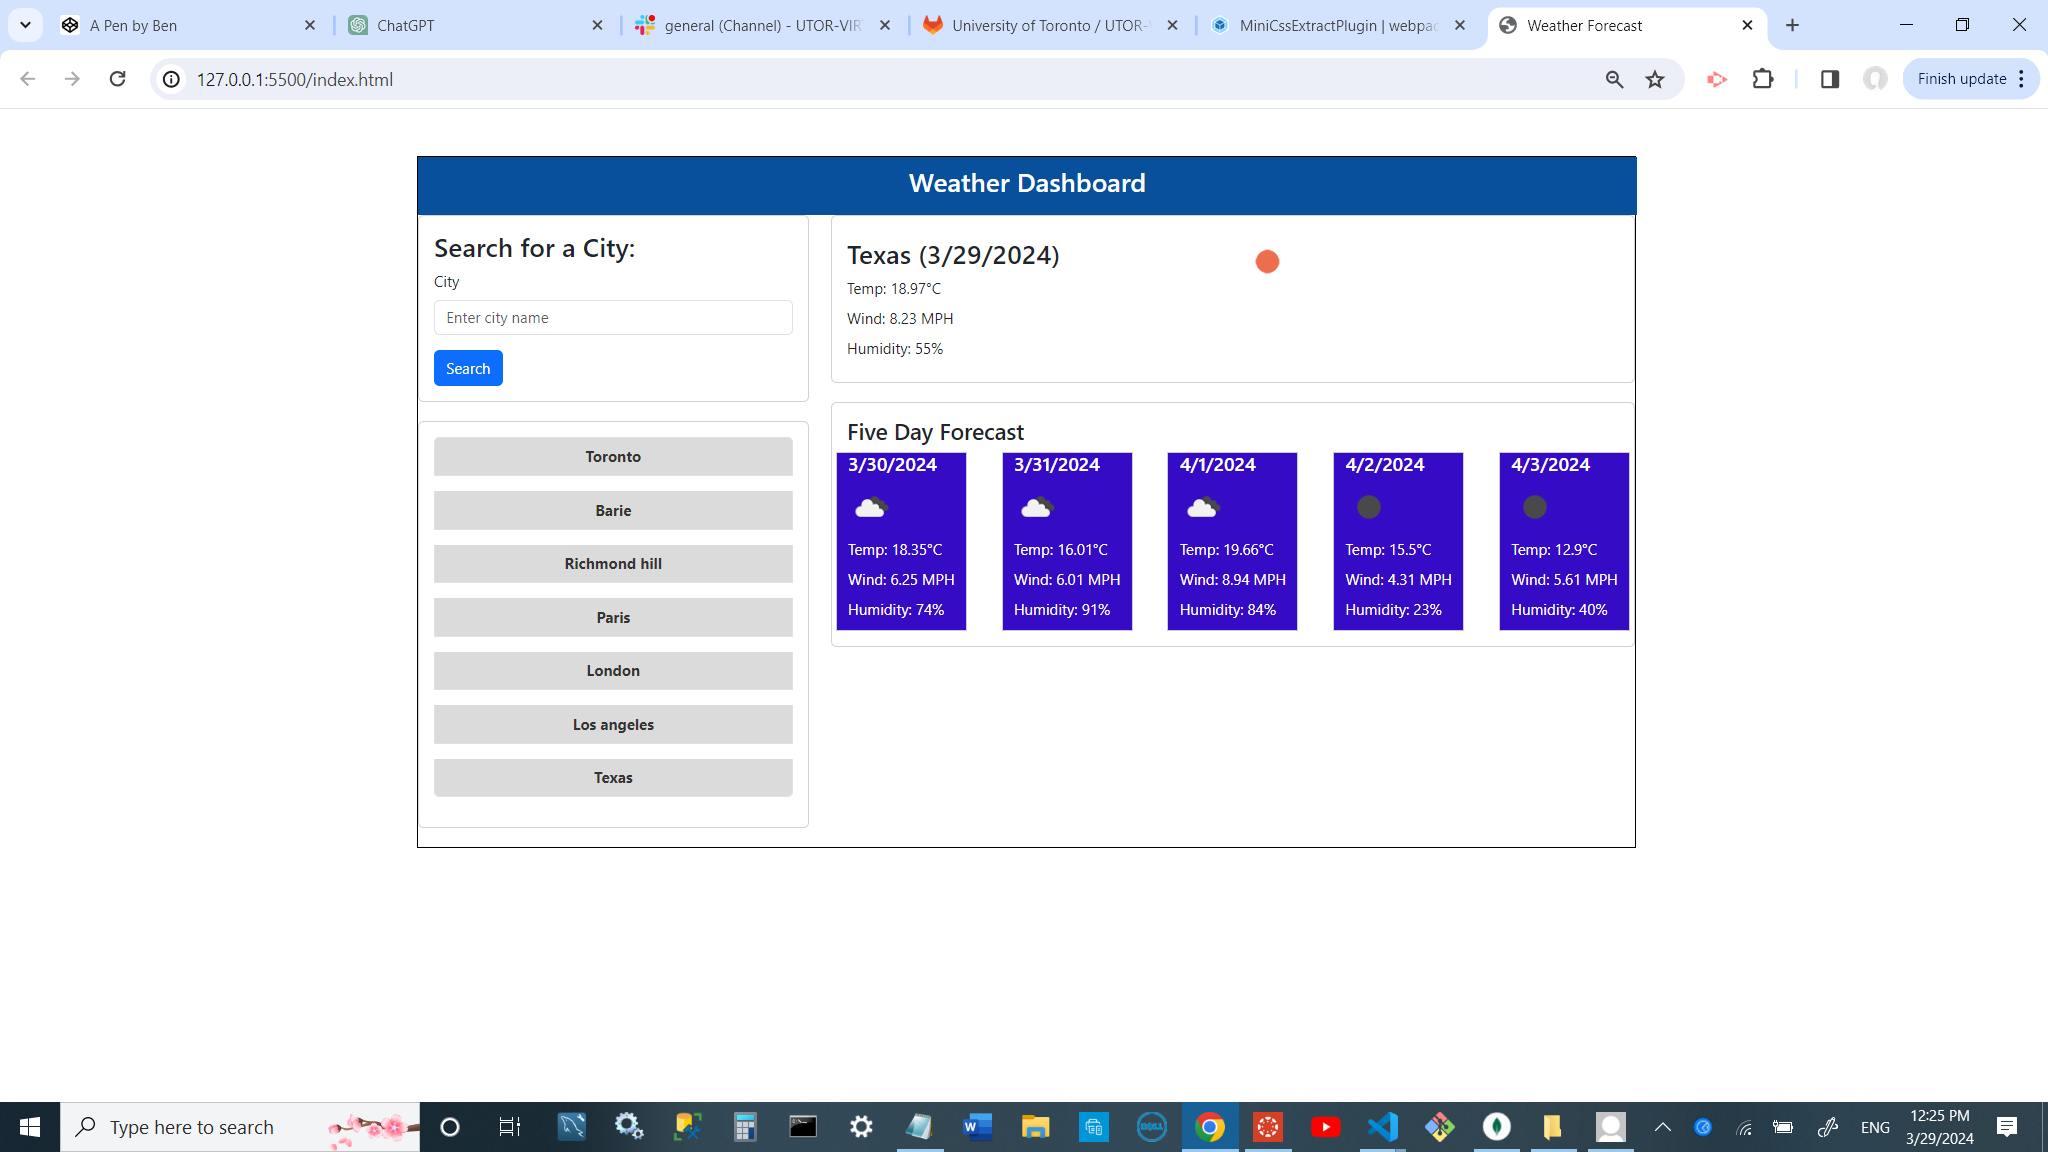 A Pen by Ben
ChatGPT
general (Channel) - UTOR-VIR
University of Toronto / UTOR-V
MiniCssExtractPlugin | webpac
Weather Forecast
127.0.0.1:5500/index.html
Finish update
Weather Dashboard
Search for a City:
City
Enter city name
Search
Toronto
Barie
Richmond hill
Paris
London
Los angeles
Texas
Texas (3/29/2024)
Temp: 18.97°C
Wind: 8.23 MPH
Humidity: 55%
Five Day Forecast
3/30/2024
Temp: 18.35°C
Wind: 6.25 MPH
Humidity: 74%
3/31/2024
Temp: 16.01°C
Wind: 6.01 MPH
Humidity: 91%
4/1/2024
Temp: 19.66°C
Wind: 8.94 MPH
Humidity: 84%
4/2/2024
Temp: 15.5°C
Wind: 4.31 MPH
Humidity: 23%
4/3/2024
Temp: 12.9°C
Wind: 5.61 MPH
Humidity: 40%
Type here to search
DELL
ENG
12:25 PM
3/29/2024